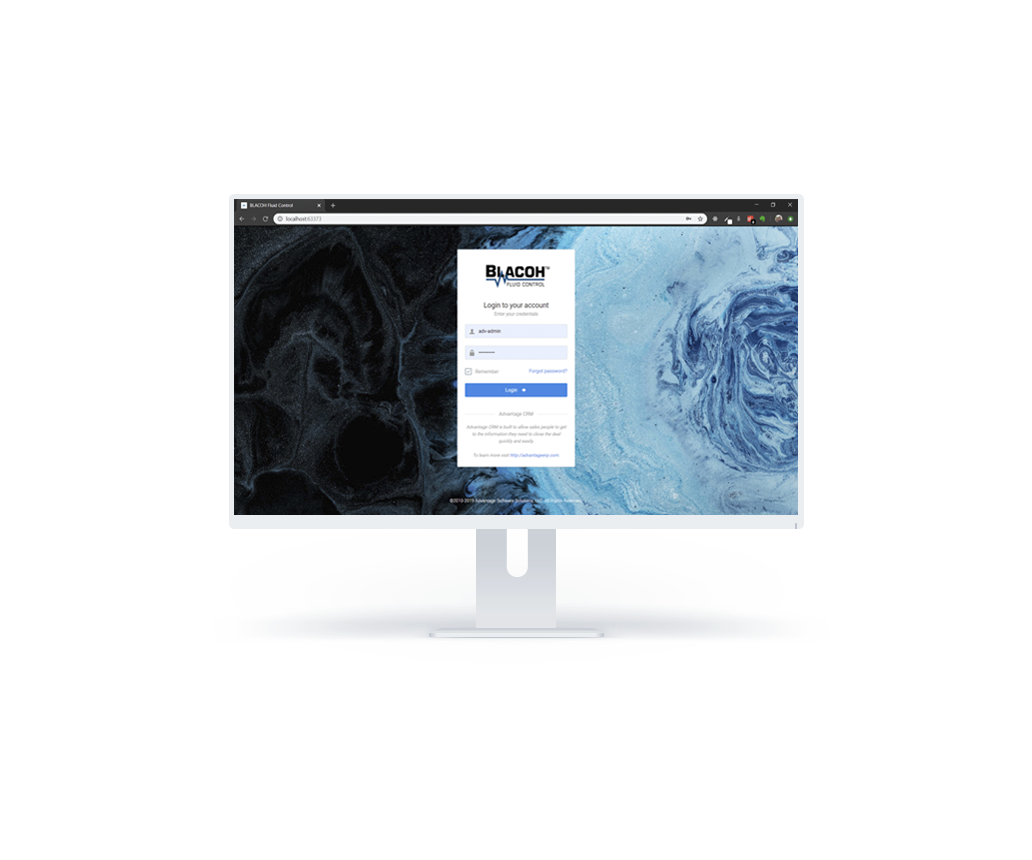 BLACOH Fluid Control
localhost:63373
BLACOH™
FLUID CONTROL
Login to your account
Enter your credentials
adv-admin
Remember
Forgot password?
Login
Advantage CRM
Advantage CRM is built to allow sales people to get
to the information they need to close the deal
quickly and easily.
To learn more visit http://advantageerp.com.
Advantage Software Solutions, LLC. All Rights Reserved.